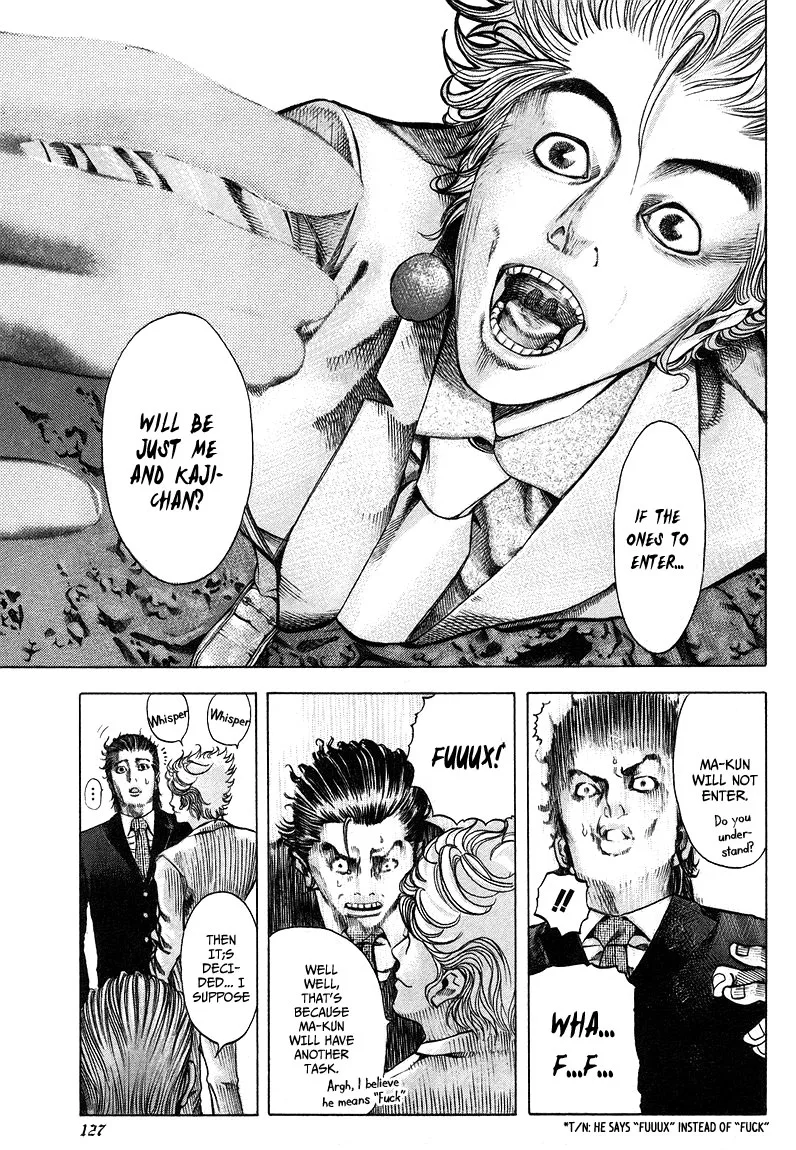 IF THE
ONES TO
ENTER...
WILL BE
JUST ME
AND KAJI-
CHAN?
MA-KUN
WILL NOT
ENTER.
Do you
under-
stand?
!!
WHA...
F...F...
FUUUX!
WELL
WELL,
THAT'S
BECAUSE
MA-KUN
WILL HAVE
ANOTHER
TASK.
Argh, I believe
he means "Fuck".
Whisper
Whisper
...
THEN
IT;S
DECI-
DED... I
SUPPOSE
127
*T/N: HE SAYS "FUUUX" INSTEAD OF "FUCK"